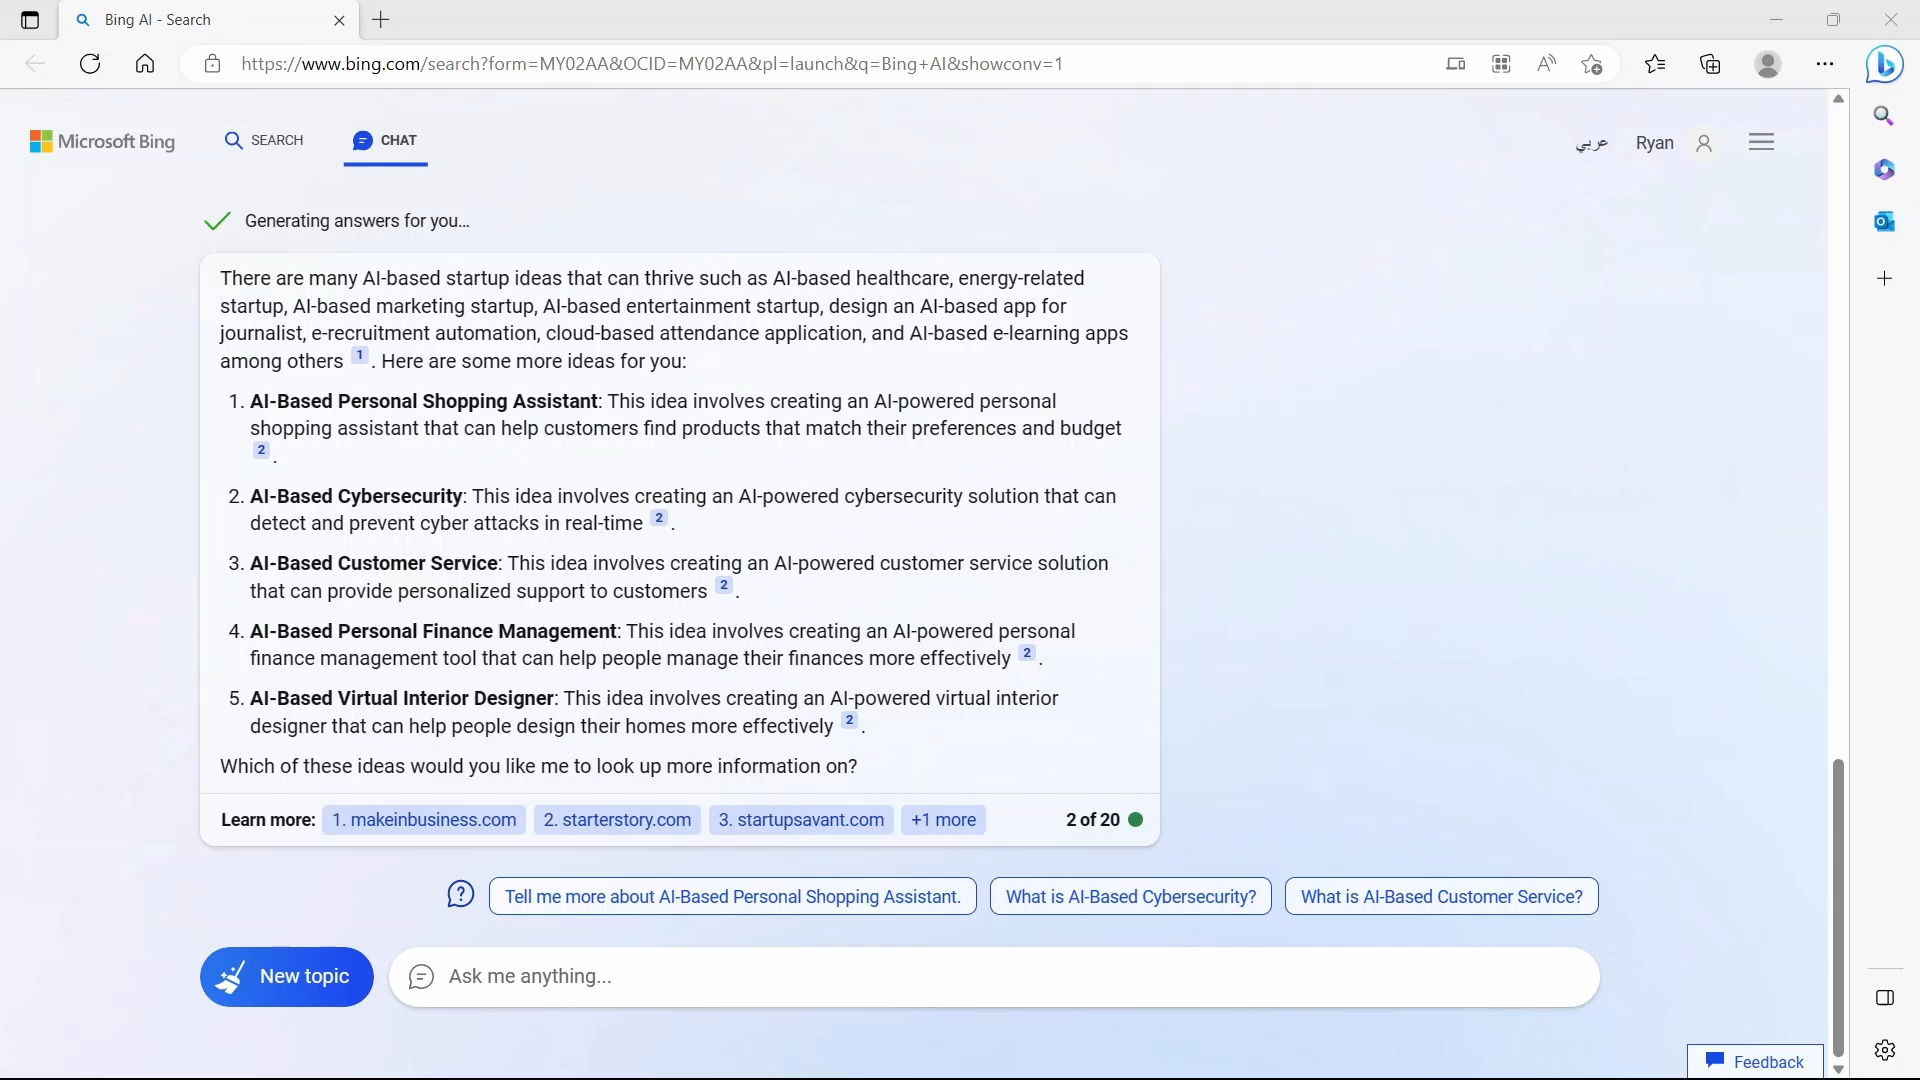 Bing AI - Search
https://www.bing.com/search?form=MY02AA&OCID=MY02AA&pl=launch&q=Bing+AI&showconv=1
Microsoft Bing
SEARCH
CHAT
عربي
Ryan
Generating answers for you...
There are many AI-based startup ideas that can thrive such as AI-based healthcare, energy-related
startup, AI-based marketing startup, AI-based entertainment startup, design an AI-based app for
journalist, e-recruitment automation, cloud-based attendance application, and AI-based e-learning apps
among others 1 . Here are some more ideas for you:
1. AI-Based Personal Shopping Assistant: This idea involves creating an AI-powered personal
shopping assistant that can help customers find products that match their preferences and budget
2 .
2. AI-Based Cybersecurity: This idea involves creating an AI-powered cybersecurity solution that can
detect and prevent cyber attacks in real-time 2 .
3. AI-Based Customer Service: This idea involves creating an AI-powered customer service solution
that can provide personalized support to customers 2 .
4. AI-Based Personal Finance Management: This idea involves creating an AI-powered personal
finance management tool that can help people manage their finances more effectively 2 .
5. AI-Based Virtual Interior Designer: This idea involves creating an AI-powered virtual interior
designer that can help people design their homes more effectively 2 .
Which of these ideas would you like me to look up more information on?
Learn more: 1. makeinbusiness.com 2. starterstory.com 3. startupsavant.com +1 more 2 of 20
Tell me more about AI-Based Personal Shopping Assistant.
What is AI-Based Cybersecurity?
What is AI-Based Customer Service?
New topic
Ask me anything...
Feedback